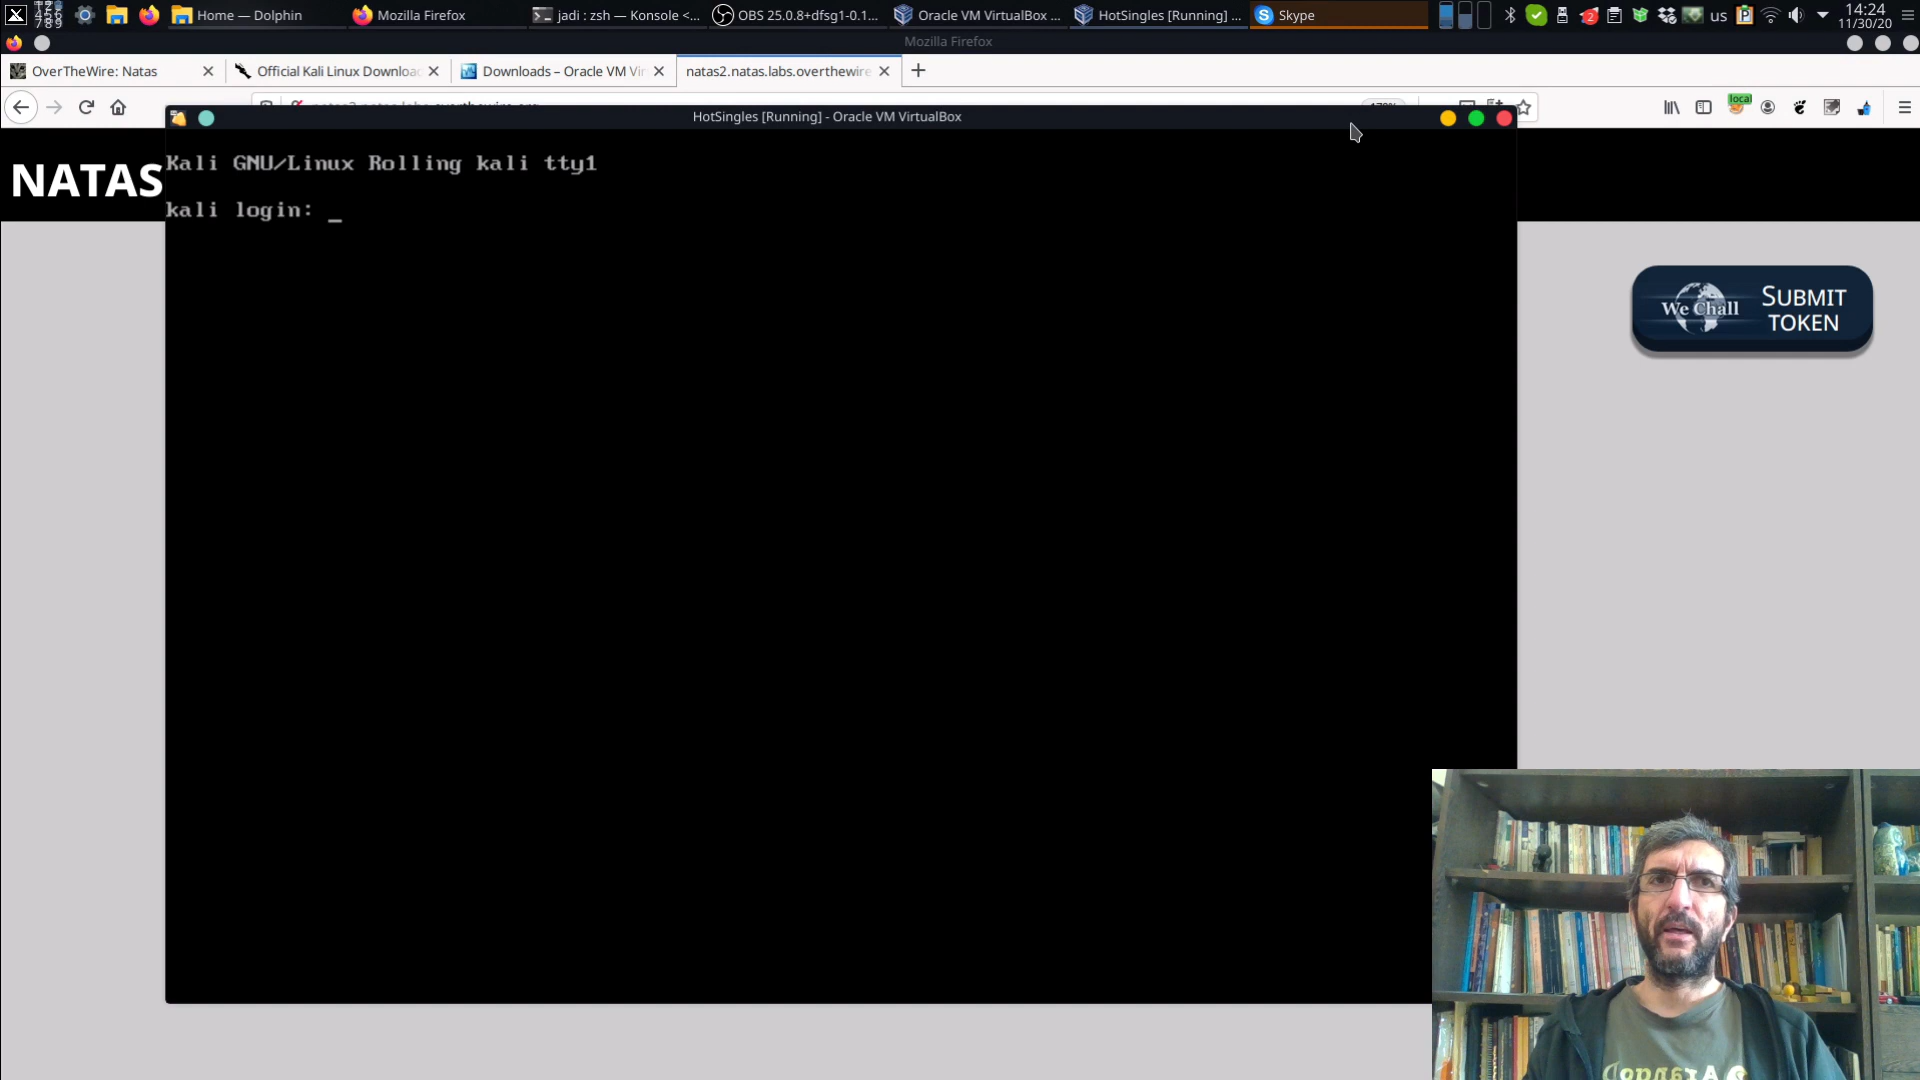 Home — Dolphin
Mozilla Firefox
jadi : zsh — Konsole <...
OBS 25.0.8+dfsg1-0.1...
Oracle VM VirtualBox ...
HotSingles [Running] ...
Skype
2
us
14:24
11/30/20
Mozilla Firefox
OverTheWire: Natas
Official Kali Linux Downloa
Downloads – Oracle VM Vir
natas2.natas.labs.overthewire
local
HotSingles [Running] - Oracle VM VirtualBox
NATAS
Kali GNU/Linux Rolling kali tty1
kali login: _
We Chall
SUBMIT
TOKEN